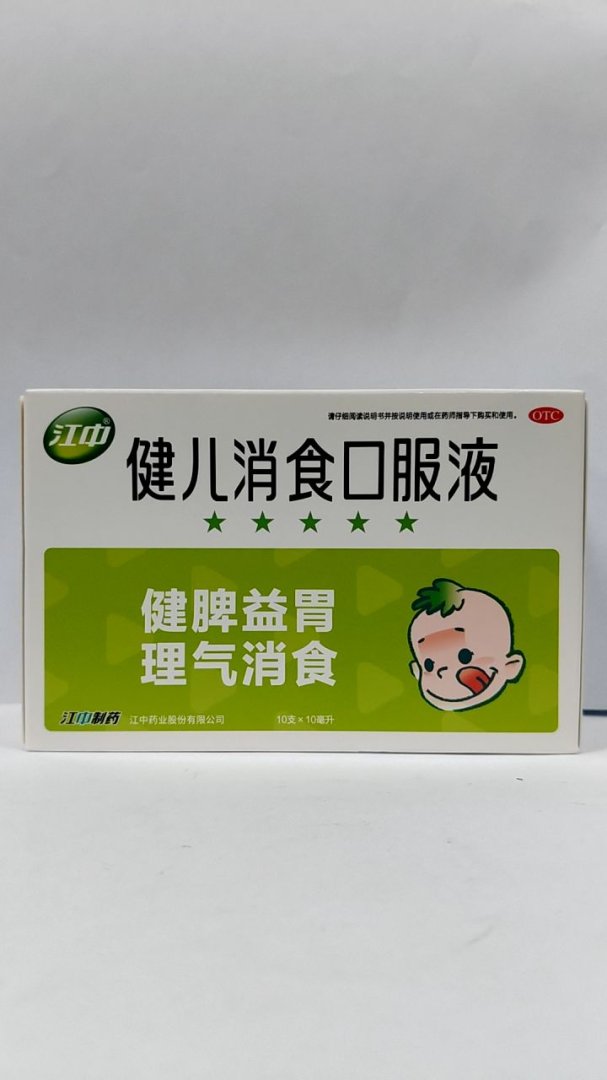 江中®
请仔细阅读说明书并按说明使用或在药师指导下购买和使用。
OTC
健儿消食口服液
★ ★ ★ ★ ★
健脾益胃
理气消食
江中制药 江中药业股份有限公司 10支×10毫升